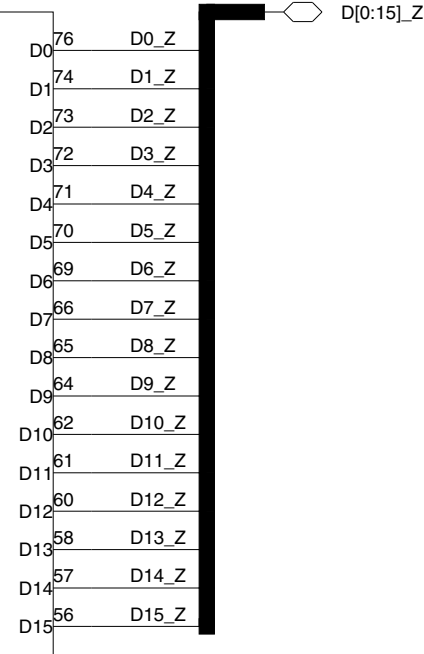 D[0:15]_Z
D0 76 D0_Z
D1 74 D1_Z
D2 73 D2_Z
D3 72 D3_Z
D4 71 D4_Z
D5 70 D5_Z
D6 69 D6_Z
D7 66 D7_Z
D8 65 D8_Z
D9 64 D9_Z
D10 62 D10_Z
D11 61 D11_Z
D12 60 D12_Z
D13 58 D13_Z
D14 57 D14_Z
D15 56 D15_Z